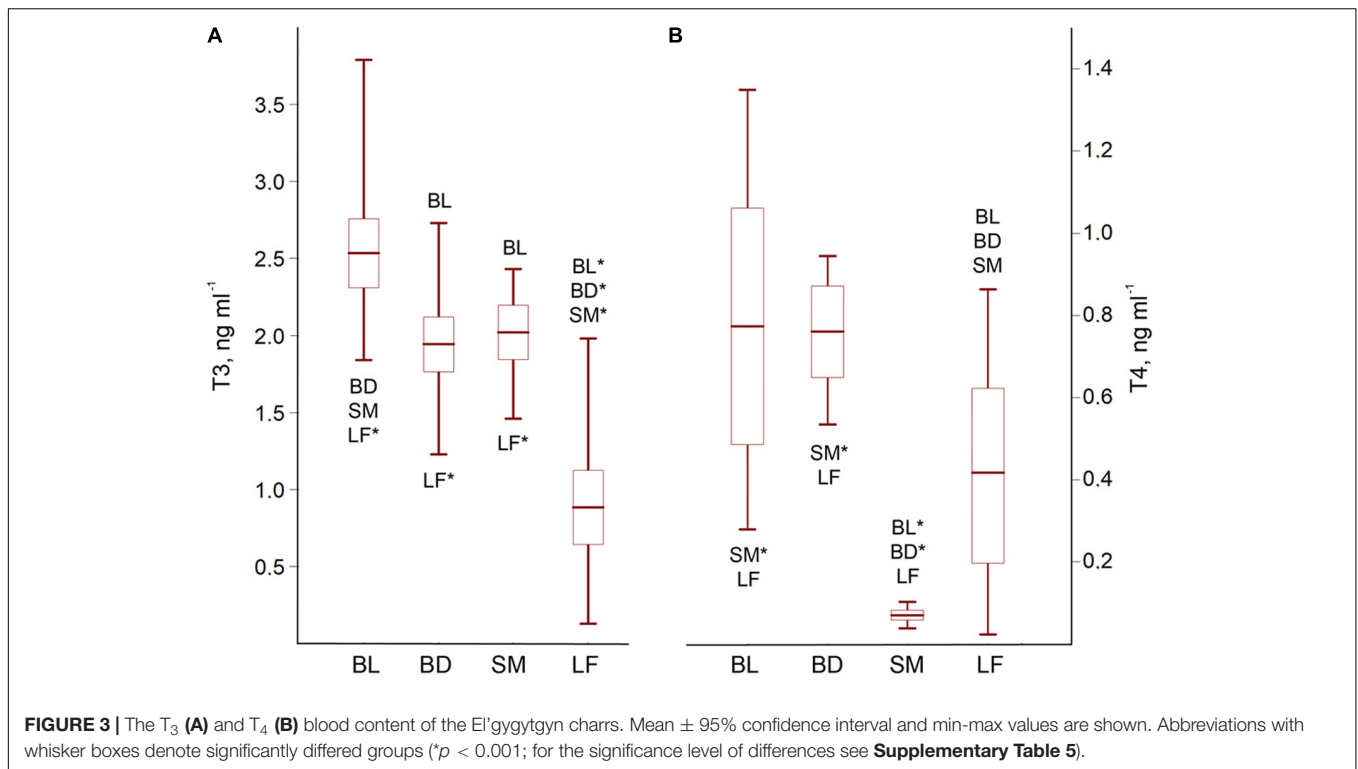 A
B
3.5
3.0
2.5
2.0
1.5
1.0
0.5
T3, ng ml⁻¹
BL
BD
SM
LF*
BL
LF*
BL
LF*
BL*
BD*
SM*
BL BD SM LF
SM*
LF
SM*
LF
BL*
BD*
LF
BL
BD
SM
BL BD SM LF
1.4
1.2
1.0
0.8
0.6
0.4
0.2
T4, ng ml⁻¹
FIGURE 3 | The T₃ (A) and T₄ (B) blood content of the El'gygytgyn charrs. Mean ± 95% confidence interval and min-max values are shown. Abbreviations with
whisker boxes denote significantly differed groups (*p < 0.001; for the significance level of differences see Supplementary Table 5).